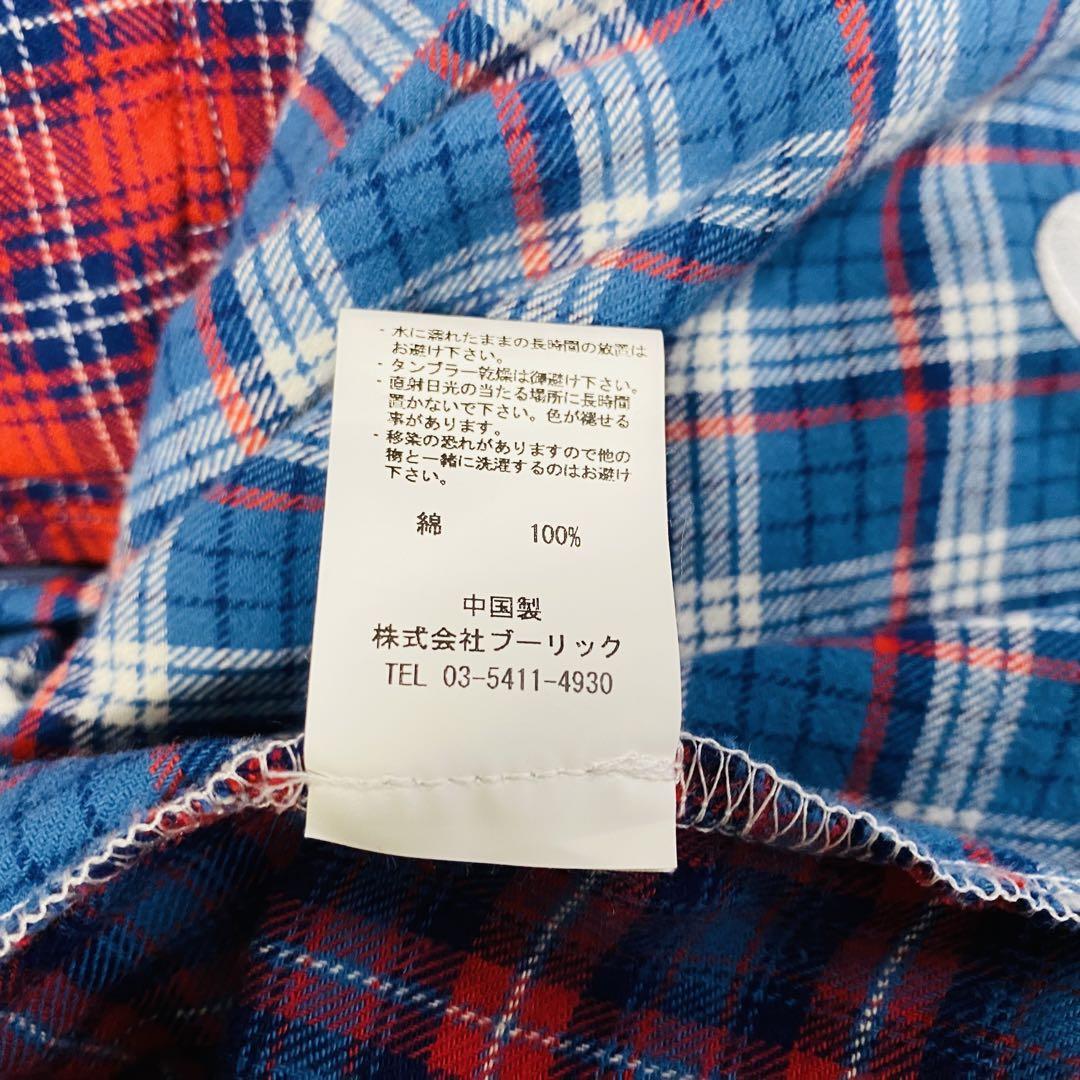 ・水に濡れたままの長時間の放置は
お避け下さい。
・タンブラー乾燥は御避け下さい。
・直射日光の当たる場所に長時間
置かないで下さい。色が褪せる
事があります。
・移染の恐れがありますので他の
物と一緒に洗濯するのはお避け
下さい。
綿 100%
中国製
株式会社ブーリック
TEL 03-5411-4930